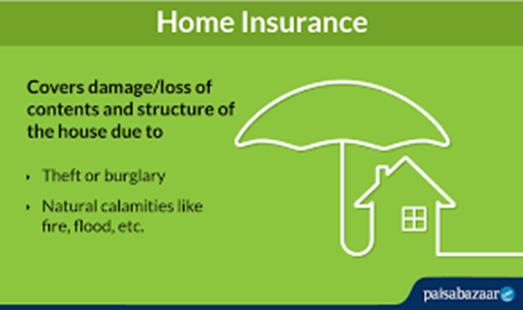 Home Insurance
Covers damage/loss of
contents and structure of
the house due to
Theft or burglary
Natural calamities like
fire, flood, etc.
paisabazaar